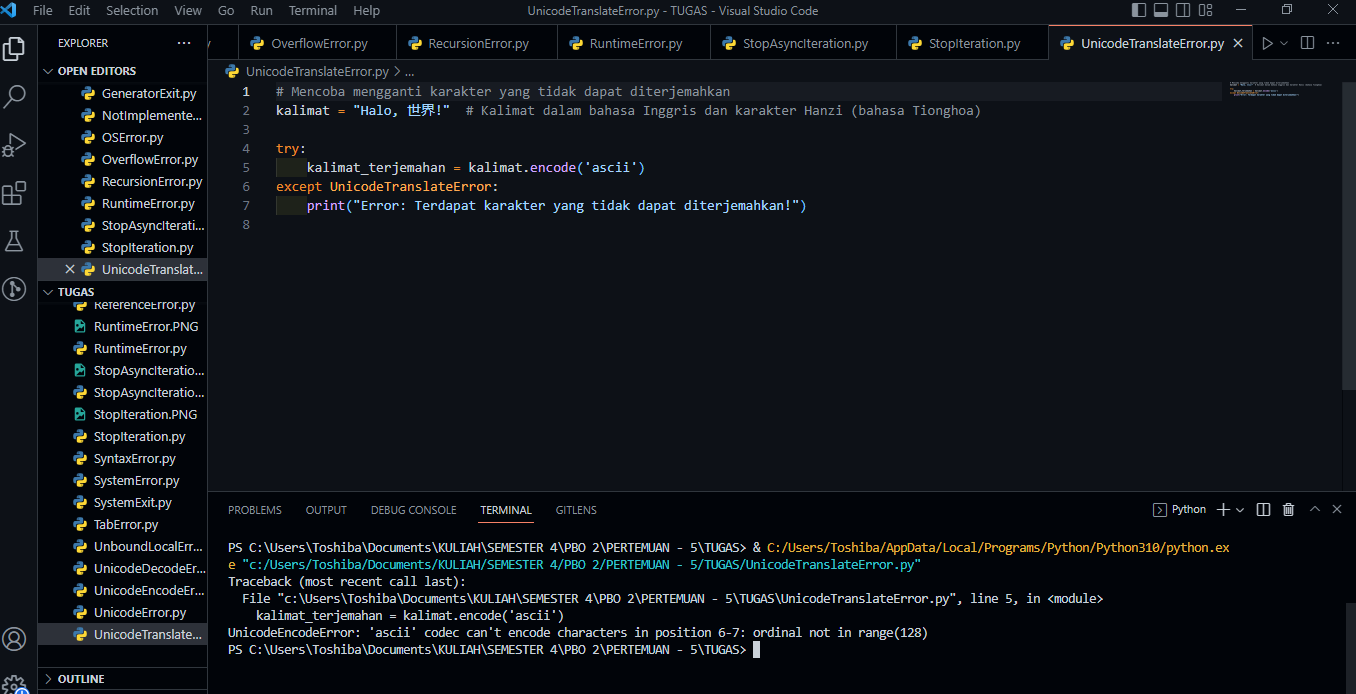 File Edit Selection View Go Run Terminal Help UnicodeTranslateError.py - TUGAS - Visual Studio Code
EXPLORER
OverflowError.py RecursionError.py RuntimeError.py StopAsyncIteration.py StopIteration.py UnicodeTranslateError.py
OPEN EDITORS
GeneratorExit.py
NotImplemente...
OSError.py
OverflowError.py
RecursionError.py
RuntimeError.py
StopAsyncIterati...
StopIteration.py
UnicodeTranslat...
TUGAS
ReferenceError.py
RuntimeError.PNG
RuntimeError.py
StopAsyncIteratio...
StopAsyncIteratio...
StopIteration.PNG
StopIteration.py
SyntaxError.py
SystemError.py
SystemExit.py
TabError.py
UnboundLocalErr...
UnicodeDecodeEr...
UnicodeEncodeEr...
UnicodeError.py
UnicodeTranslate...
OUTLINE
UnicodeTranslateError.py > ...
1 # Mencoba mengganti karakter yang tidak dapat diterjemahkan
2 kalimat = "Halo, 世界!"  # Kalimat dalam bahasa Inggris dan karakter Hanzi (bahasa Tionghoa)
3
4 try:
5     kalimat_terjemahan = kalimat.encode('ascii')
6 except UnicodeTranslateError:
7     print("Error: Terdapat karakter yang tidak dapat diterjemahkan!")
8
PROBLEMS OUTPUT DEBUG CONSOLE TERMINAL GITLENS Python
PS C:\Users\Toshiba\Documents\KULIAH\SEMESTER 4\PBO 2\PERTEMUAN - 5\TUGAS> & C:/Users/Toshiba/AppData/Local/Programs/Python/Python310/python.ex
e "c:/Users/Toshiba/Documents/KULIAH/SEMESTER 4/PBO 2/PERTEMUAN - 5/TUGAS/UnicodeTranslateError.py"
Traceback (most recent call last):
  File "c:\Users\Toshiba\Documents\KULIAH\SEMESTER 4\PBO 2\PERTEMUAN - 5\TUGAS\UnicodeTranslateError.py", line 5, in <module>
    kalimat_terjemahan = kalimat.encode('ascii')
UnicodeEncodeError: 'ascii' codec can't encode characters in position 6-7: ordinal not in range(128)
PS C:\Users\Toshiba\Documents\KULIAH\SEMESTER 4\PBO 2\PERTEMUAN - 5\TUGAS>